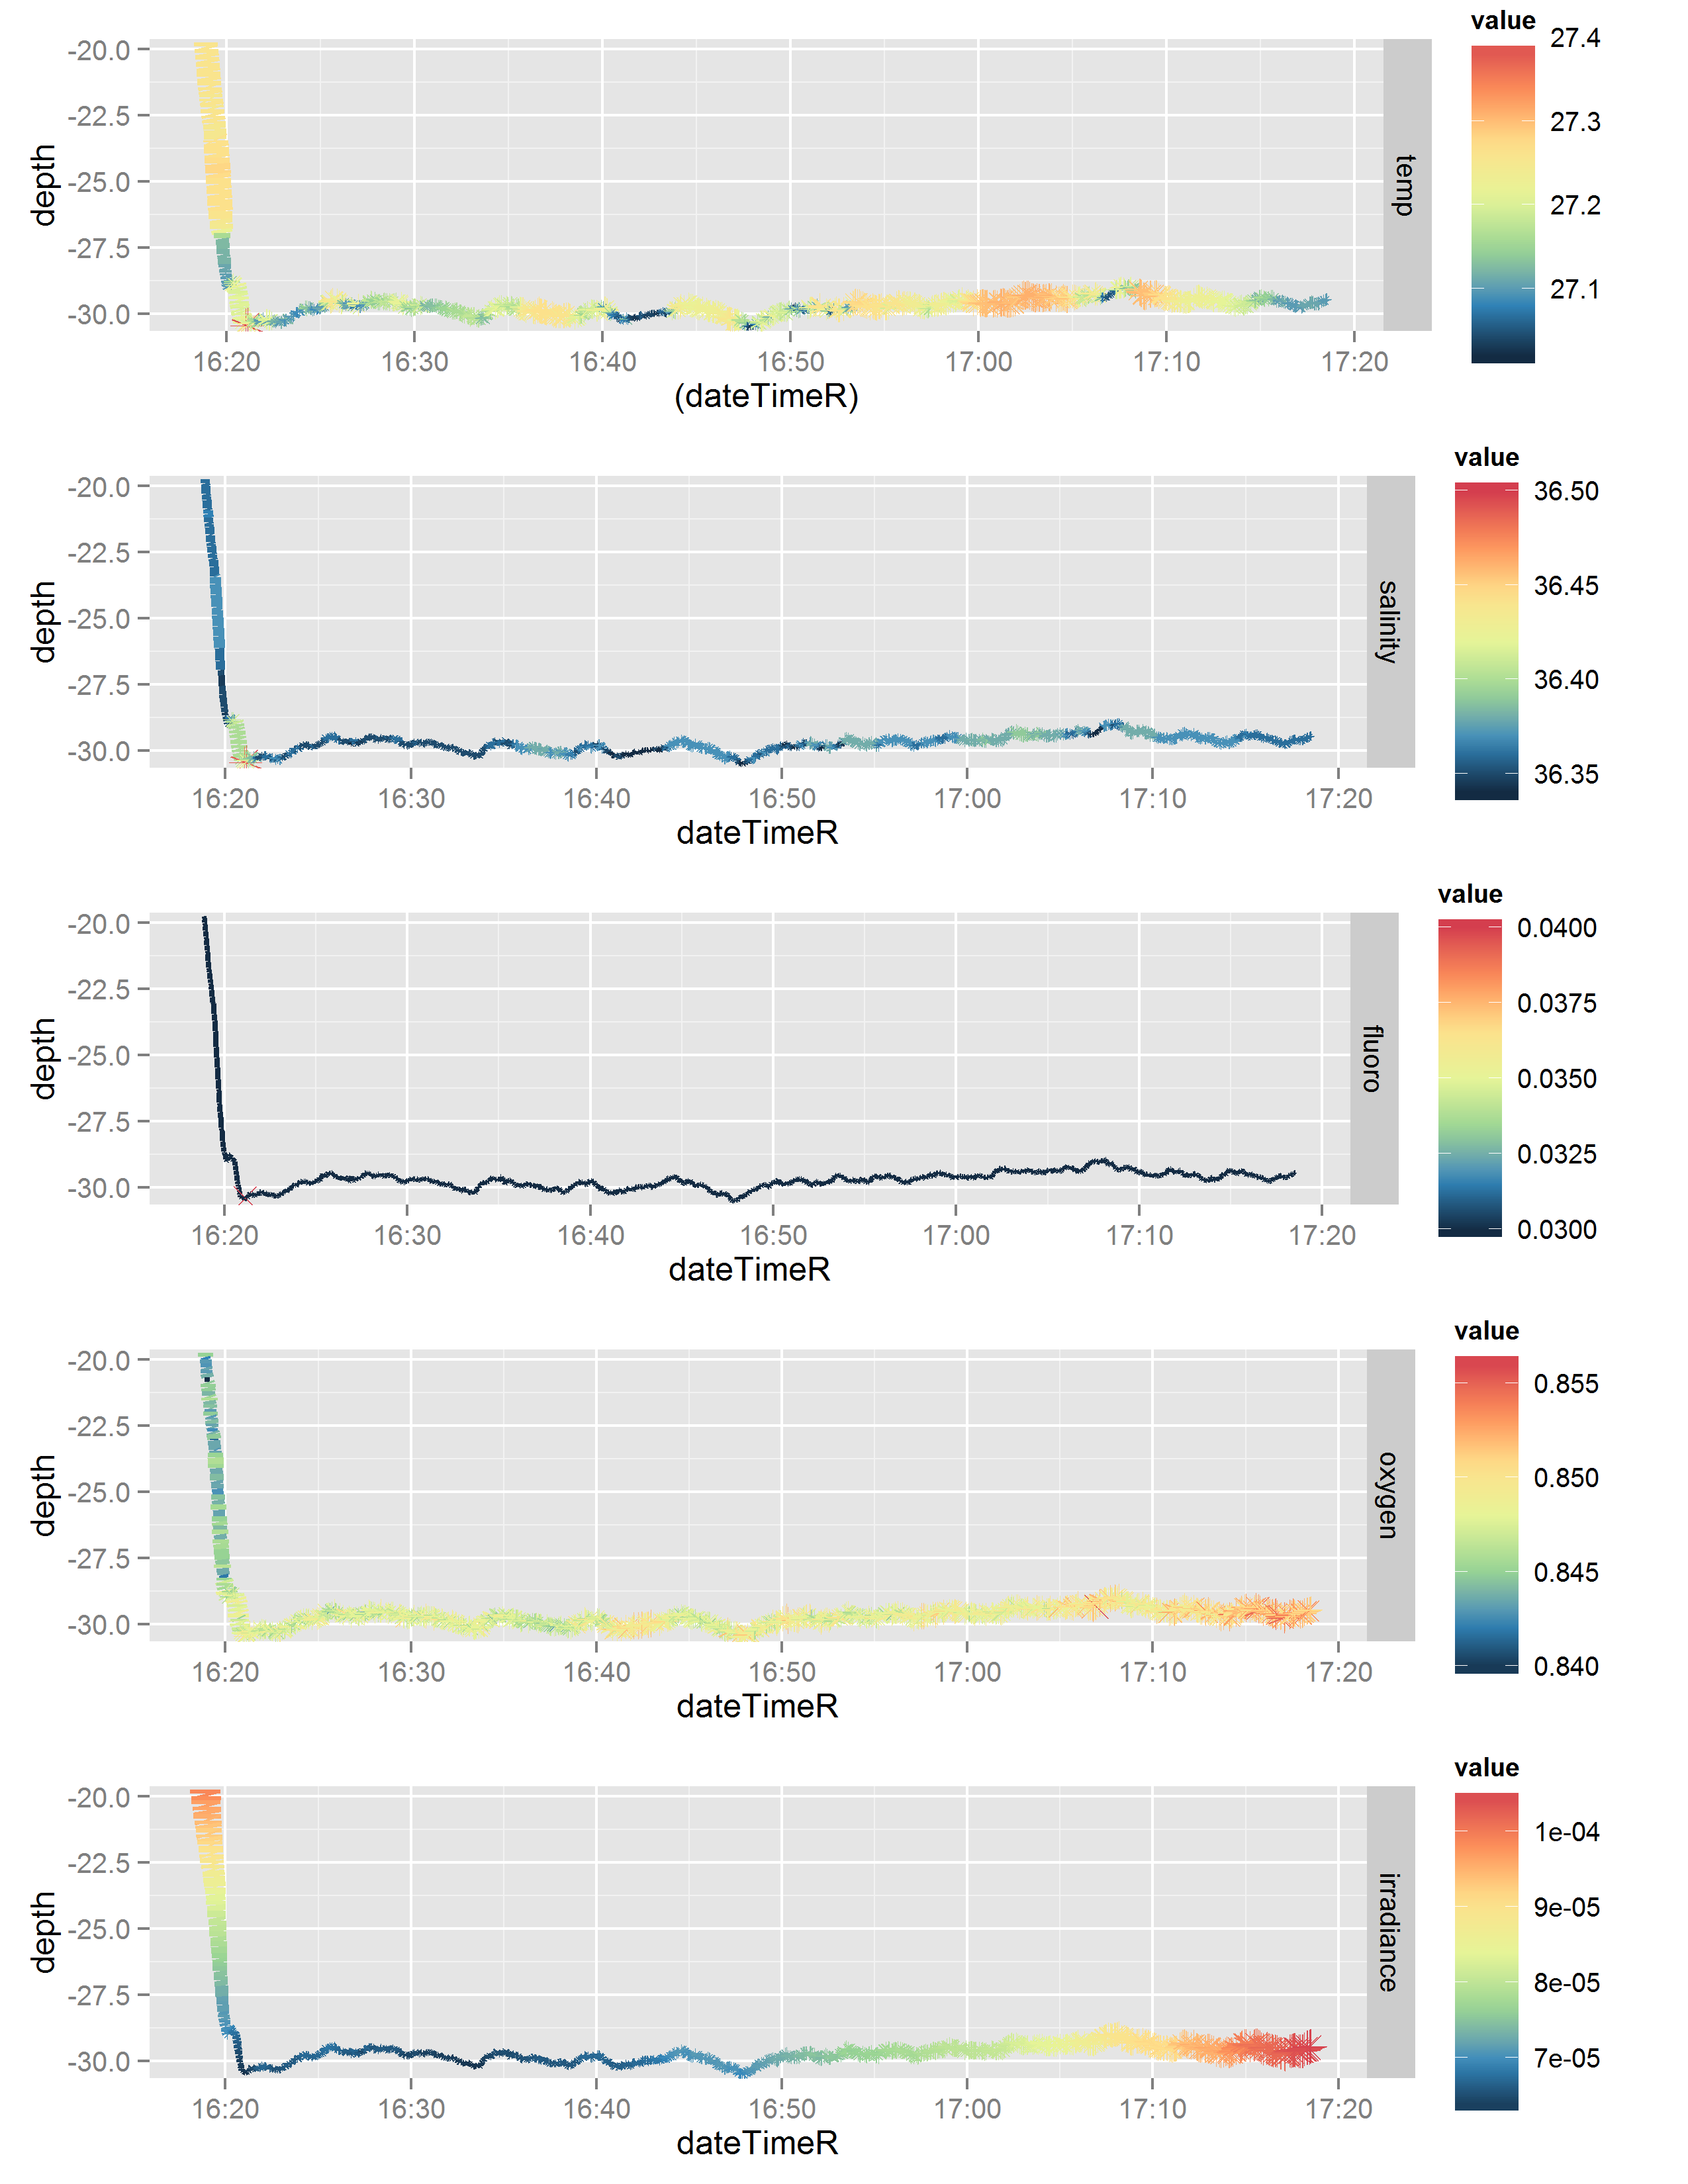 value
27.4
27.3
27.2
27.1
-20.0
-22.5
-25.0
-27.5
-30.0
depth
temp
16:20 16:30 16:40 16:50 17:00 17:10 17:20
(dateTimeR)
value
36.50
36.45
36.40
36.35
-20.0
-22.5
-25.0
-27.5
-30.0
depth
salinity
16:20 16:30 16:40 16:50 17:00 17:10 17:20
dateTimeR
value
0.0400
0.0375
0.0350
0.0325
0.0300
-20.0
-22.5
-25.0
-27.5
-30.0
depth
fluoro
16:20 16:30 16:40 16:50 17:00 17:10 17:20
dateTimeR
value
0.855
0.850
0.845
0.840
-20.0
-22.5
-25.0
-27.5
-30.0
depth
oxygen
16:20 16:30 16:40 16:50 17:00 17:10 17:20
dateTimeR
value
1e-04
9e-05
8e-05
7e-05
-20.0
-22.5
-25.0
-27.5
-30.0
depth
irradiance
16:20 16:30 16:40 16:50 17:00 17:10 17:20
dateTimeR